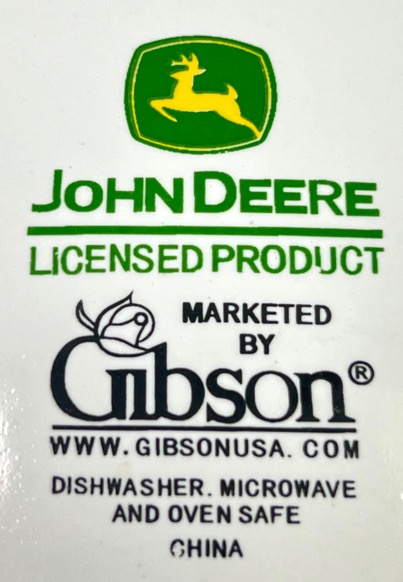 JOHN DEERE
LICENSED PRODUCT
MARKETED
BY
Gibson®
WWW.GIBSONUSA.COM
DISHWASHER. MICROWAVE
AND OVEN SAFE
CHINA